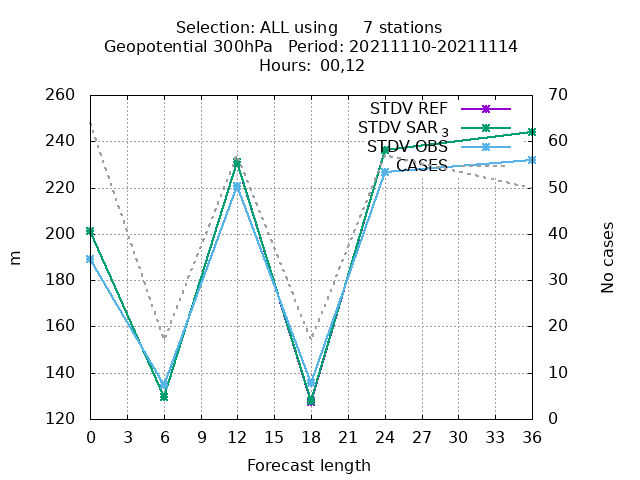 Selection: ALL using     7 stations
Geopotential 300hPa   Period: 20211110-20211114
Hours:  00,12
260
240
220
200
180
160
140
120
m
70
60
50
40
30
20
10
0
No cases
STDV REF
STDV SAR3
STDV OBS
CASES
0 3 6 9 12 15 18 21 24 27 30 33 36
Forecast length